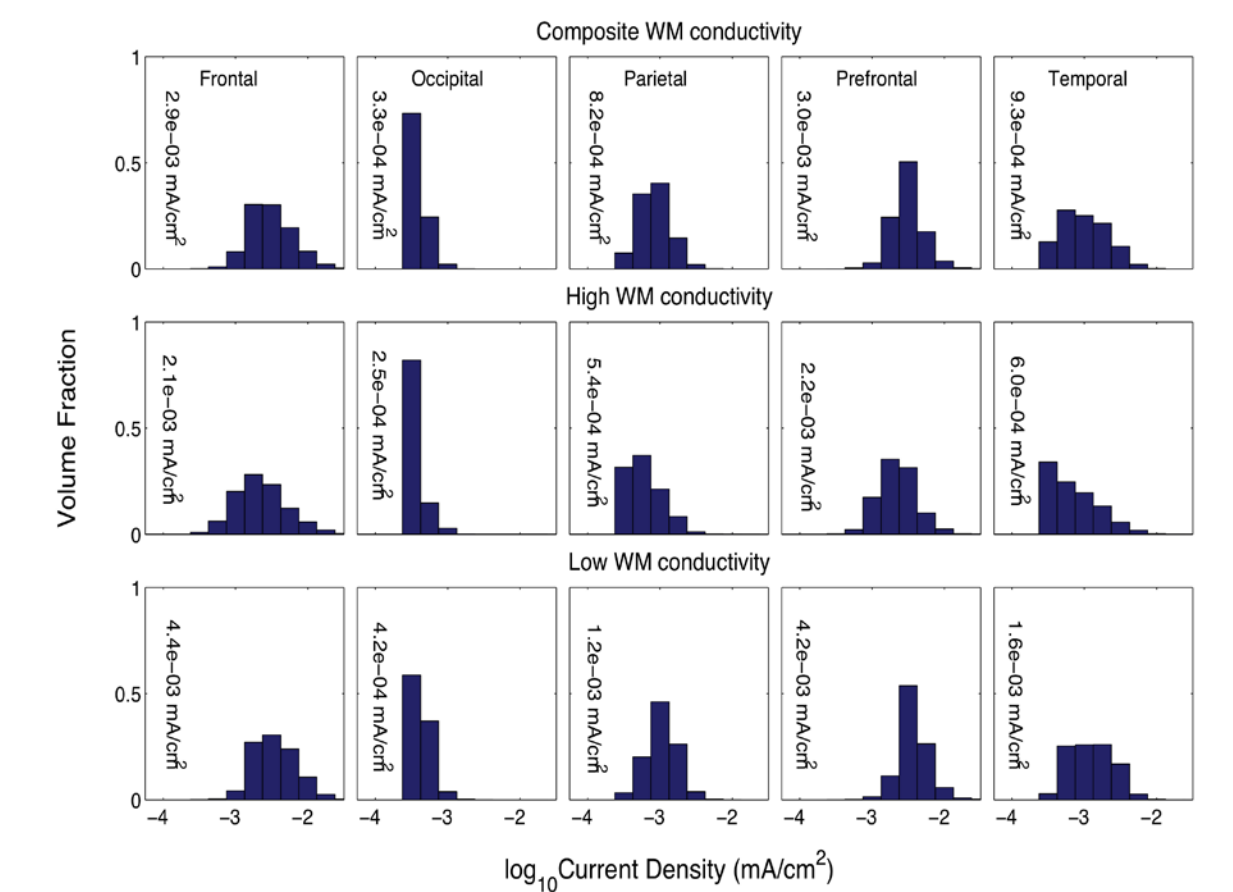 Composite WM conductivity
1
Frontal
Occipital
Parietal
Prefrontal
Temporal
2.9e−03 mA/cm²
3.3e−04 mA/cm²
8.2e−04 mA/cm²
3.0e−03 mA/cm²
9.3e−04 mA/cm²
0.5
0
High WM conductivity
1
2.1e−03 mA/cm²
2.5e−04 mA/cm²
5.4e−04 mA/cm²
2.2e−03 mA/cm²
6.0e−04 mA/cm²
0.5
0
Volume Fraction
Low WM conductivity
1
4.4e−03 mA/cm²
4.2e−04 mA/cm²
1.2e−03 mA/cm²
4.2e−03 mA/cm²
1.6e−03 mA/cm²
0.5
0
−4 −3 −2 −4 −3 −2 −4 −3 −2 −4 −3 −2 −4 −3 −2
log₁₀Current Density (mA/cm²)